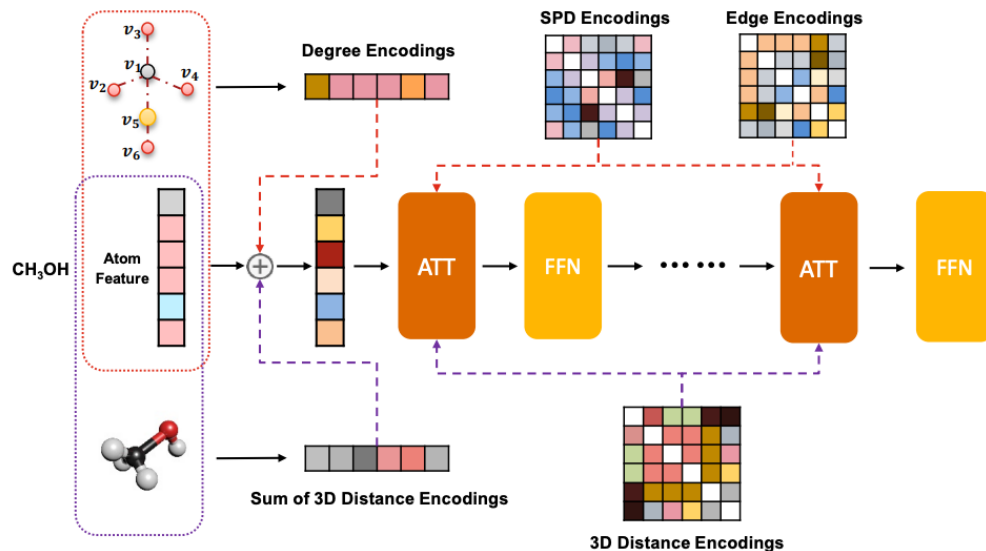 SPD Encodings
Edge Encodings
Degree Encodings
v₃
v₁
v₂
v₄
v₅
v₆
CH₃OH
Atom
Feature
ATT
FFN
•••  •••
ATT
FFN
Sum of 3D Distance Encodings
3D Distance Encodings